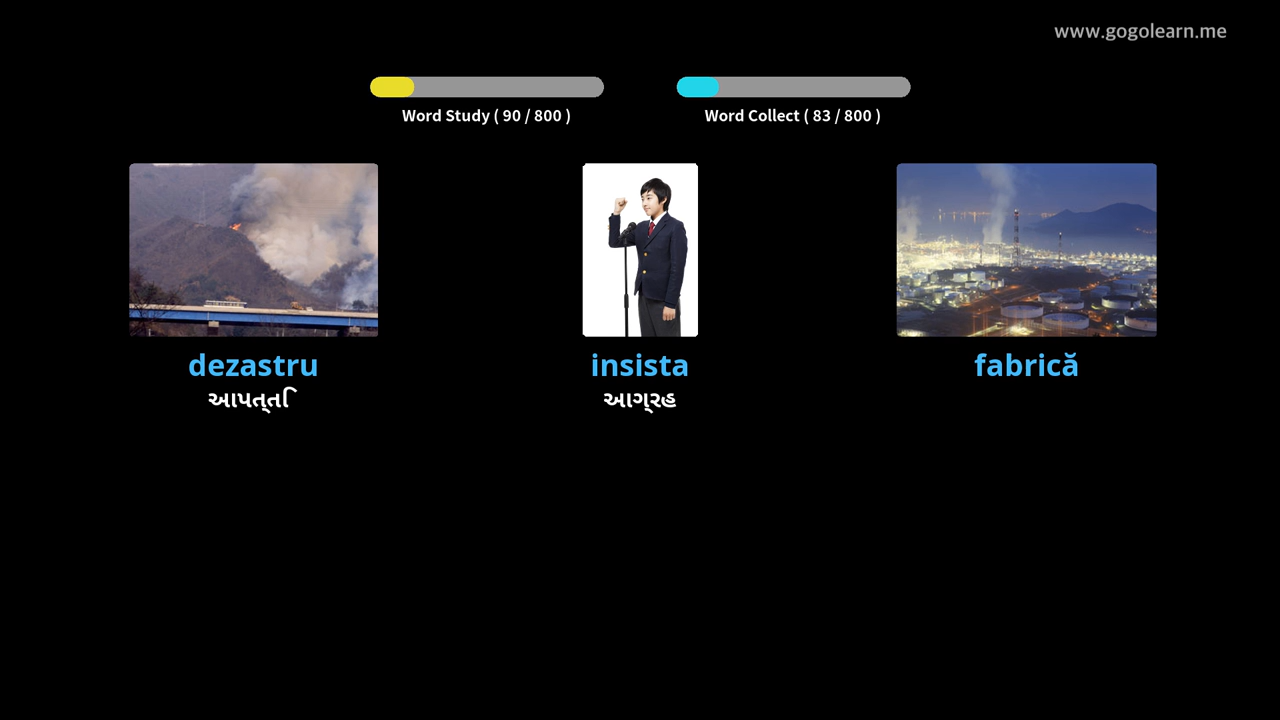 www.gogolearn.me
Word Study ( 90 / 800 )
Word Collect ( 83 / 800 )
dezastru
આપત્તિ
insista
આગ્રહ
fabrică